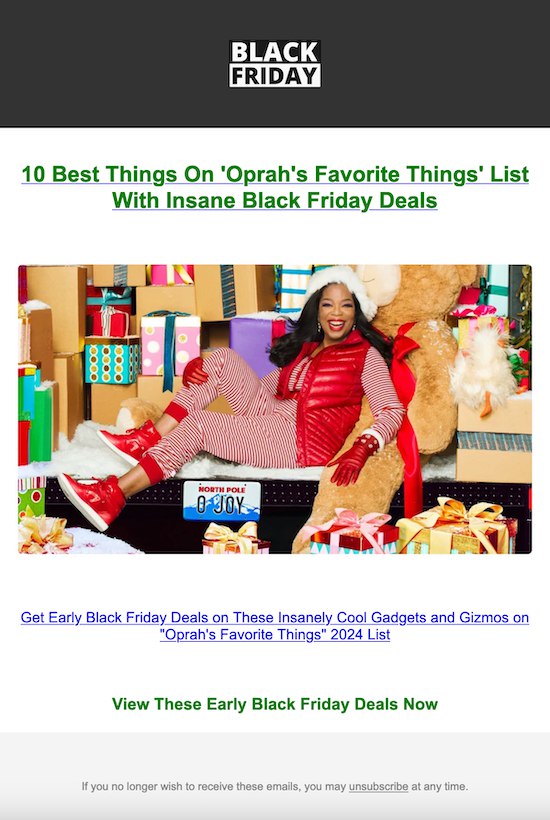 BLACK
FRIDAY
10 Best Things On 'Oprah's Favorite Things' List
With Insane Black Friday Deals
NORTH POLE
O JOY
Get Early Black Friday Deals on These Insanely Cool Gadgets and Gizmos on
"Oprah's Favorite Things" 2024 List
View These Early Black Friday Deals Now
If you no longer wish to receive these emails, you may unsubscribe at any time.